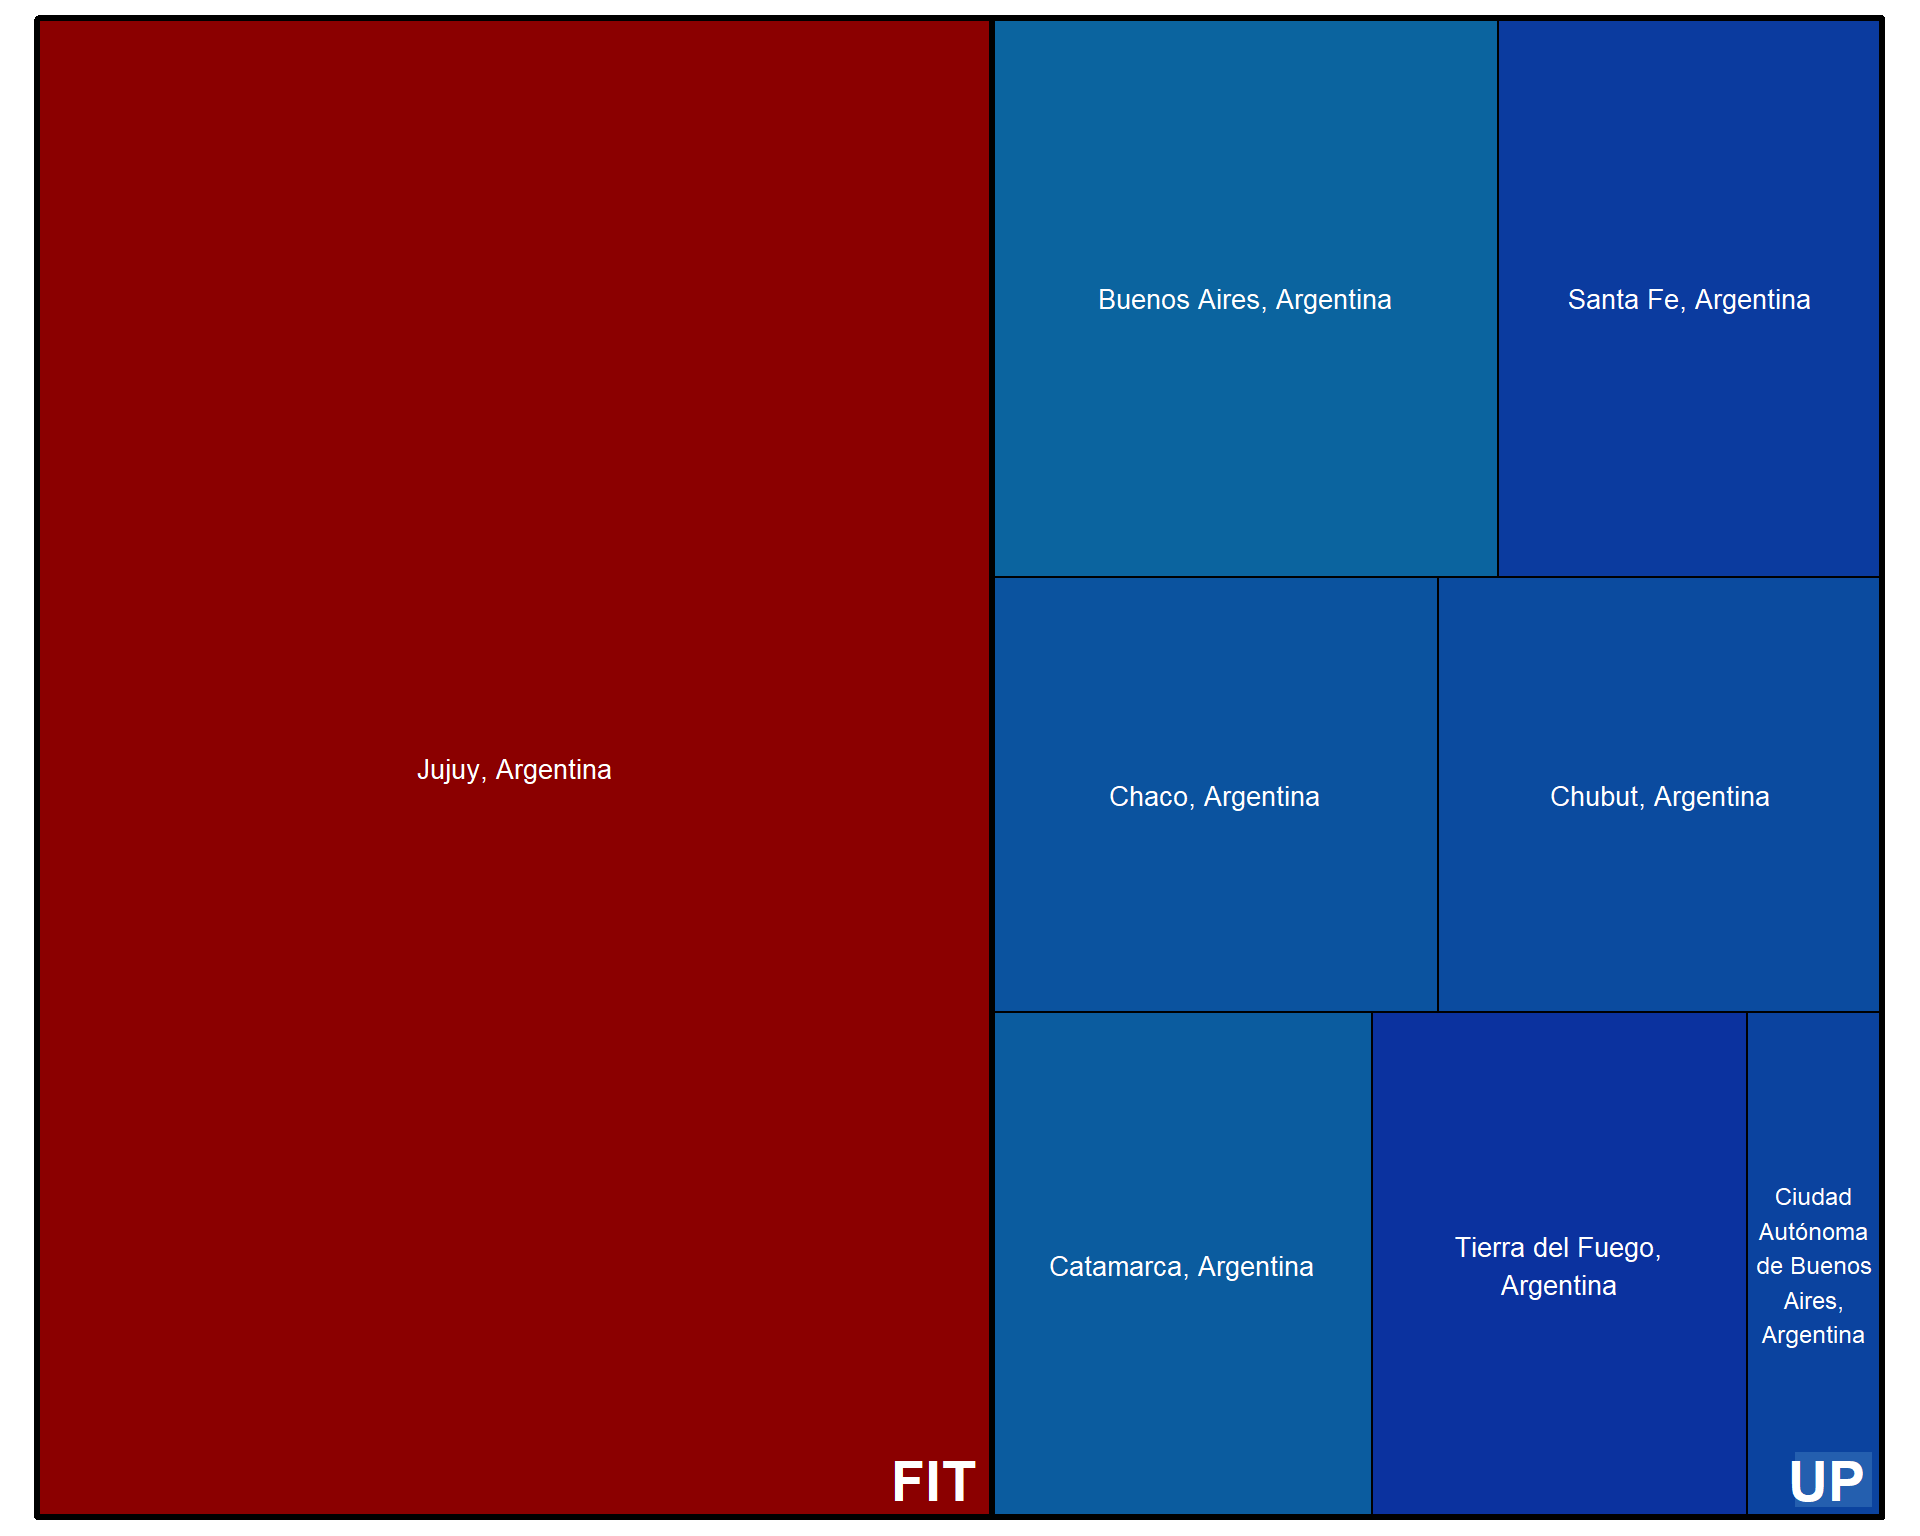 Buenos Aires, Argentina
Santa Fe, Argentina
Jujuy, Argentina
Chaco, Argentina
Chubut, Argentina
Catamarca, Argentina
Tierra del Fuego,
Argentina
Ciudad
Autónoma
de Buenos
Aires,
Argentina
FIT
UP